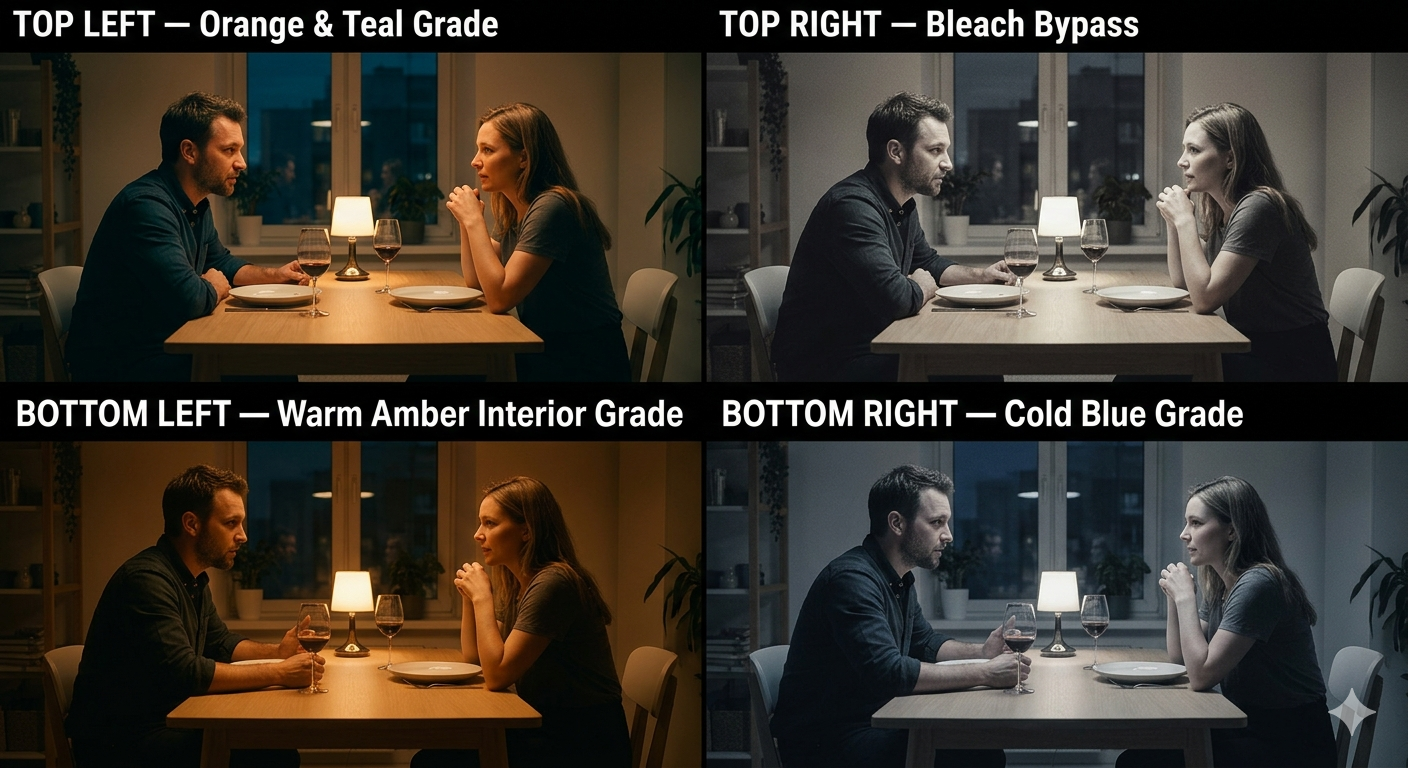 TOP LEFT — Orange & Teal Grade
TOP RIGHT — Bleach Bypass
BOTTOM LEFT — Warm Amber Interior Grade
BOTTOM RIGHT — Cold Blue Grade